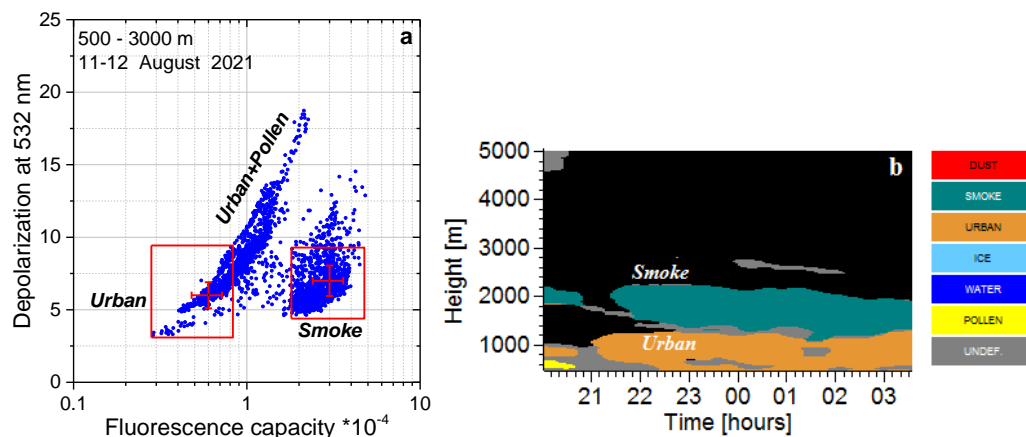 500 - 3000 m
a
11-12 August 2021
25
20
15
10
5
0
Depolarization at 532 nm
Urban+Pollen
Urban
Smoke
0.1
1
10
Fluorescence capacity *10-4
b
5000
4000
3000
2000
1000
Height [m]
Smoke
Urban
21
22
23
00
01
02
03
Time [hours]
DUST
SMOKE
URBAN
ICE
WATER
POLLEN
UNDEF.